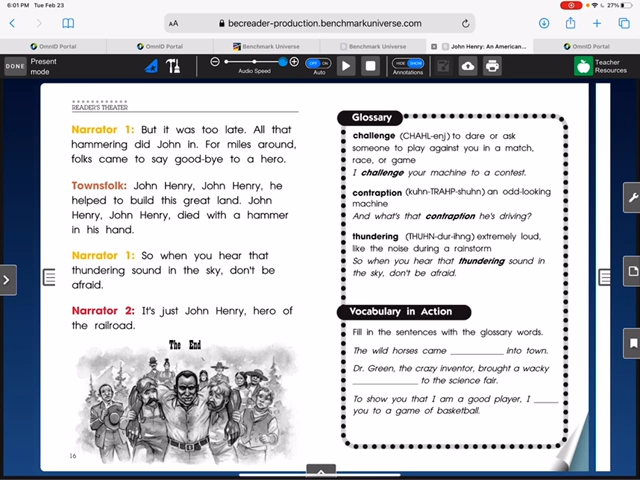 6:01 PM Tue Feb 23
27%
AA
becreader-production.benchmarkuniverse.com
OmniD Portal
OmniD Portal
Benchmark Universe
Benchmark Universe
John Henry: An American...
OmniD Portal
DONE
Present mode
Audio Speed
ON OFF
Auto
HIDE SHOW
Annotations
Teacher Resources
READER'S THEATER
Narrator 1: But it was too late. All that
hammering did John in. For miles around,
folks came to say good-bye to a hero.
Townsfolk: John Henry, John Henry, he
helped to build this great land. John
Henry, John Henry, died with a hammer
in his hand.
Narrator 1: So when you hear that
thundering sound in the sky, don't be
afraid.
Narrator 2: It's just John Henry, hero of
the railroad.
The End
16
Glossary
challenge (CHAHL-enj) to dare or ask
someone to play against you in a match,
race, or game
I challenge your machine to a contest.
contraption (kuhn-TRAHP-shuhn) an odd-looking
machine
And what's that contraption he's driving?
thundering (THUHN-dur-ihng) extremely loud,
like the noise during a rainstorm
So when you hear that thundering sound in
the sky, don't be afraid.
Vocabulary in Action
Fill in the sentences with the glossary words.
The wild horses came ____________ into town.
Dr. Green, the crazy inventor, brought a wacky
______________ to the science fair.
To show you that I am a good player, I _____
you to a game of basketball.